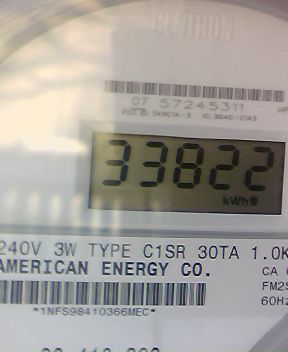 CENTRON
07 57245311
33822
kWh
240V 3W TYPE C1SR 30TA 1.0K
AMERICAN ENERGY CO.
CA
FM2S
60Hz
*1NFS98410366MEC*